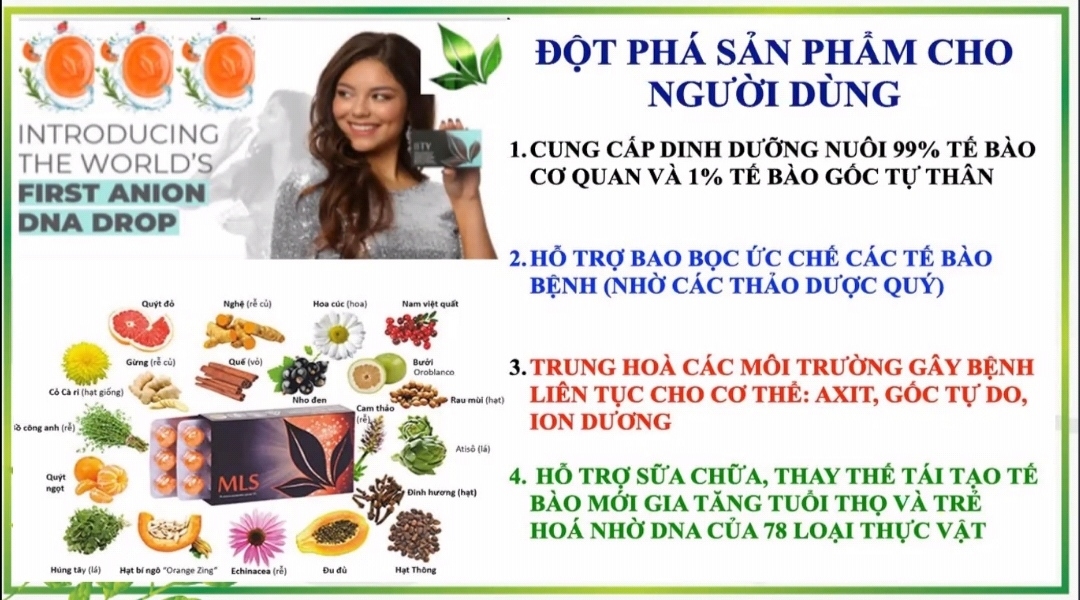 INTRODUCING
THE WORLD'S
FIRST ANION
DNA DROP
ĐỘT PHÁ SẢN PHẨM CHO
NGƯỜI DÙNG
1. CUNG CẤP DINH DƯỠNG NUÔI 99% TẾ BÀO
CƠ QUAN VÀ 1% TẾ BÀO GỐC TỰ THÂN
2. HỖ TRỢ BAO BỌC ỨC CHẾ CÁC TẾ BÀO
BỆNH (NHỜ CÁC THẢO DƯỢC QUÝ)
3. TRUNG HOÀ CÁC MÔI TRƯỜNG GÂY BỆNH
LIÊN TỤC CHO CƠ THỂ: AXIT, GỐC TỰ DO,
ION DƯƠNG
4. HỖ TRỢ SỬA CHỮA, THAY THẾ TÁI TẠO TẾ
BÀO MỚI GIA TĂNG TUỔI THỌ VÀ TRẺ
HOÁ NHỜ DNA CỦA 78 LOẠI THỰC VẬT
Quýt đỏ
Nghệ (rễ củ)
Hoa cúc (hoa)
Nam việt quất
Gừng (rễ củ)
Quế (vỏ)
Bưởi
Oroblanco
Cỏ Cà ri (hạt giống)
Nho đen
Cam thảo
(rễ)
Rau mùi (hạt)
ồ công anh (rễ)
Atisô (lá)
Quýt
ngọt
MLS
Đinh hương (hạt)
Húng tây (lá)
Hạt bí ngô "Orange Zing"
Echinacea (rễ)
Đu đủ
Hạt Thông